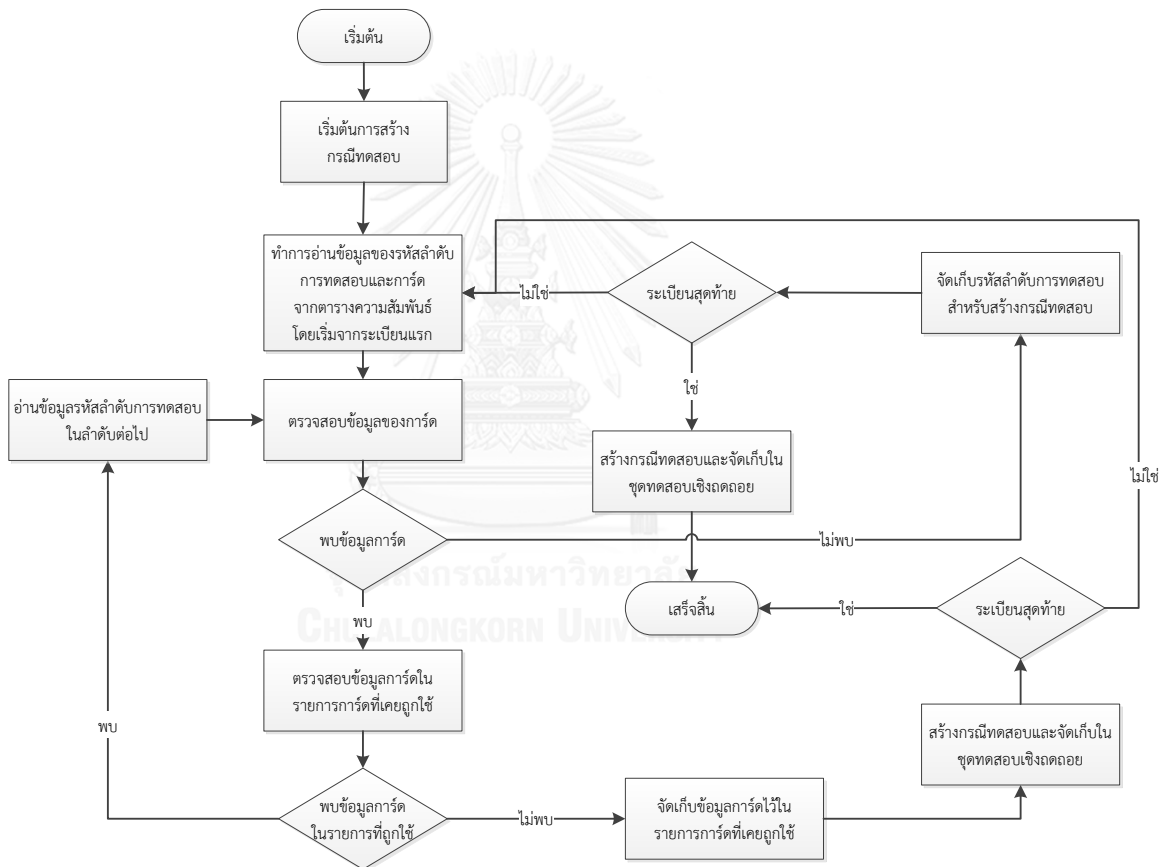 เริ่มต้น
เริ่มต้นการสร้าง
กรณีทดสอบ
ทำการอ่านข้อมูลของรหัสลำดับ
การทดสอบและการ์ด
จากตารางความสัมพันธ์
โดยเริ่มจากระเบียนแรก
ไม่ใช่
ระเบียนสุดท้าย
จัดเก็บรหัสลำดับการทดสอบ
สำหรับสร้างกรณีทดสอบ
ใช่
อ่านข้อมูลรหัสลำดับการทดสอบ
ในลำดับต่อไป
ตรวจสอบข้อมูลของการ์ด
สร้างกรณีทดสอบและจัดเก็บใน
ชุดทดสอบเชิงถดถอย
ไม่ใช่
พบข้อมูลการ์ด
ไม่พบ
จุฬาลงกรณ์มหาวิทยาลัย
CHULALONGKORN UNIVERSITY
เสร็จสิ้น
ใช่
ระเบียนสุดท้าย
พบ
ตรวจสอบข้อมูลการ์ดใน
รายการการ์ดที่เคยถูกใช้
พบ
สร้างกรณีทดสอบและจัดเก็บใน
ชุดทดสอบเชิงถดถอย
พบข้อมูลการ์ด
ในรายการที่ถูกใช้
ไม่พบ
จัดเก็บข้อมูลการ์ดไว้ใน
รายการการ์ดที่เคยถูกใช้